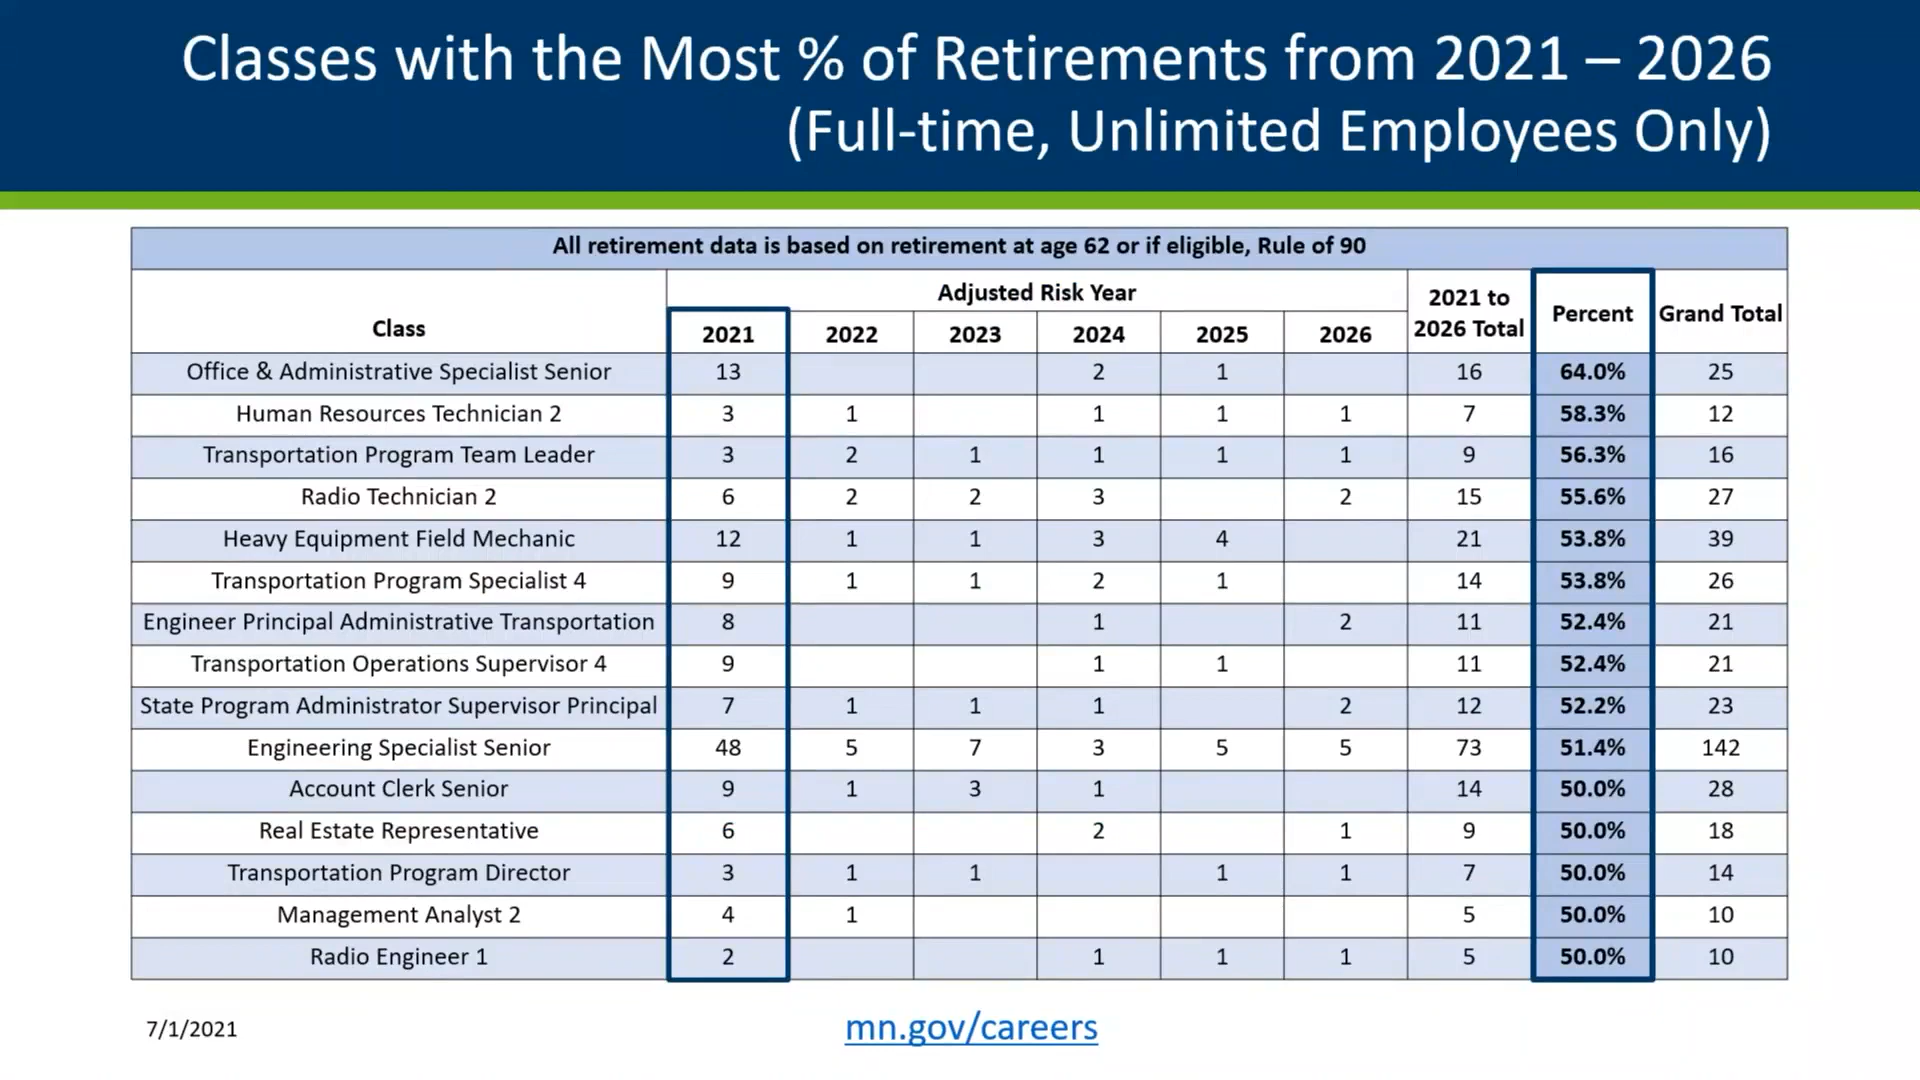 Classes with the Most % of Retirements from 2021 – 2026
(Full-time, Unlimited Employees Only)
All retirement data is based on retirement at age 62 or if eligible, Rule of 90
Class
Adjusted Risk Year
2021 to 2026 Total
Percent
Grand Total
2021 2022 2023 2024 2025 2026
Office & Administrative Specialist Senior 13 2 1 16 64.0% 25
Human Resources Technician 2 3 1 1 1 1 7 58.3% 12
Transportation Program Team Leader 3 2 1 1 1 1 9 56.3% 16
Radio Technician 2 6 2 2 3 2 15 55.6% 27
Heavy Equipment Field Mechanic 12 1 1 3 4 21 53.8% 39
Transportation Program Specialist 4 9 1 1 2 1 14 53.8% 26
Engineer Principal Administrative Transportation 8 1 2 11 52.4% 21
Transportation Operations Supervisor 4 9 1 1 11 52.4% 21
State Program Administrator Supervisor Principal 7 1 1 1 2 12 52.2% 23
Engineering Specialist Senior 48 5 7 3 5 5 73 51.4% 142
Account Clerk Senior 9 1 3 1 14 50.0% 28
Real Estate Representative 6 2 1 9 50.0% 18
Transportation Program Director 3 1 1 1 1 7 50.0% 14
Management Analyst 2 4 1 5 50.0% 10
Radio Engineer 1 2 1 1 1 5 50.0% 10
7/1/2021
mn.gov/careers